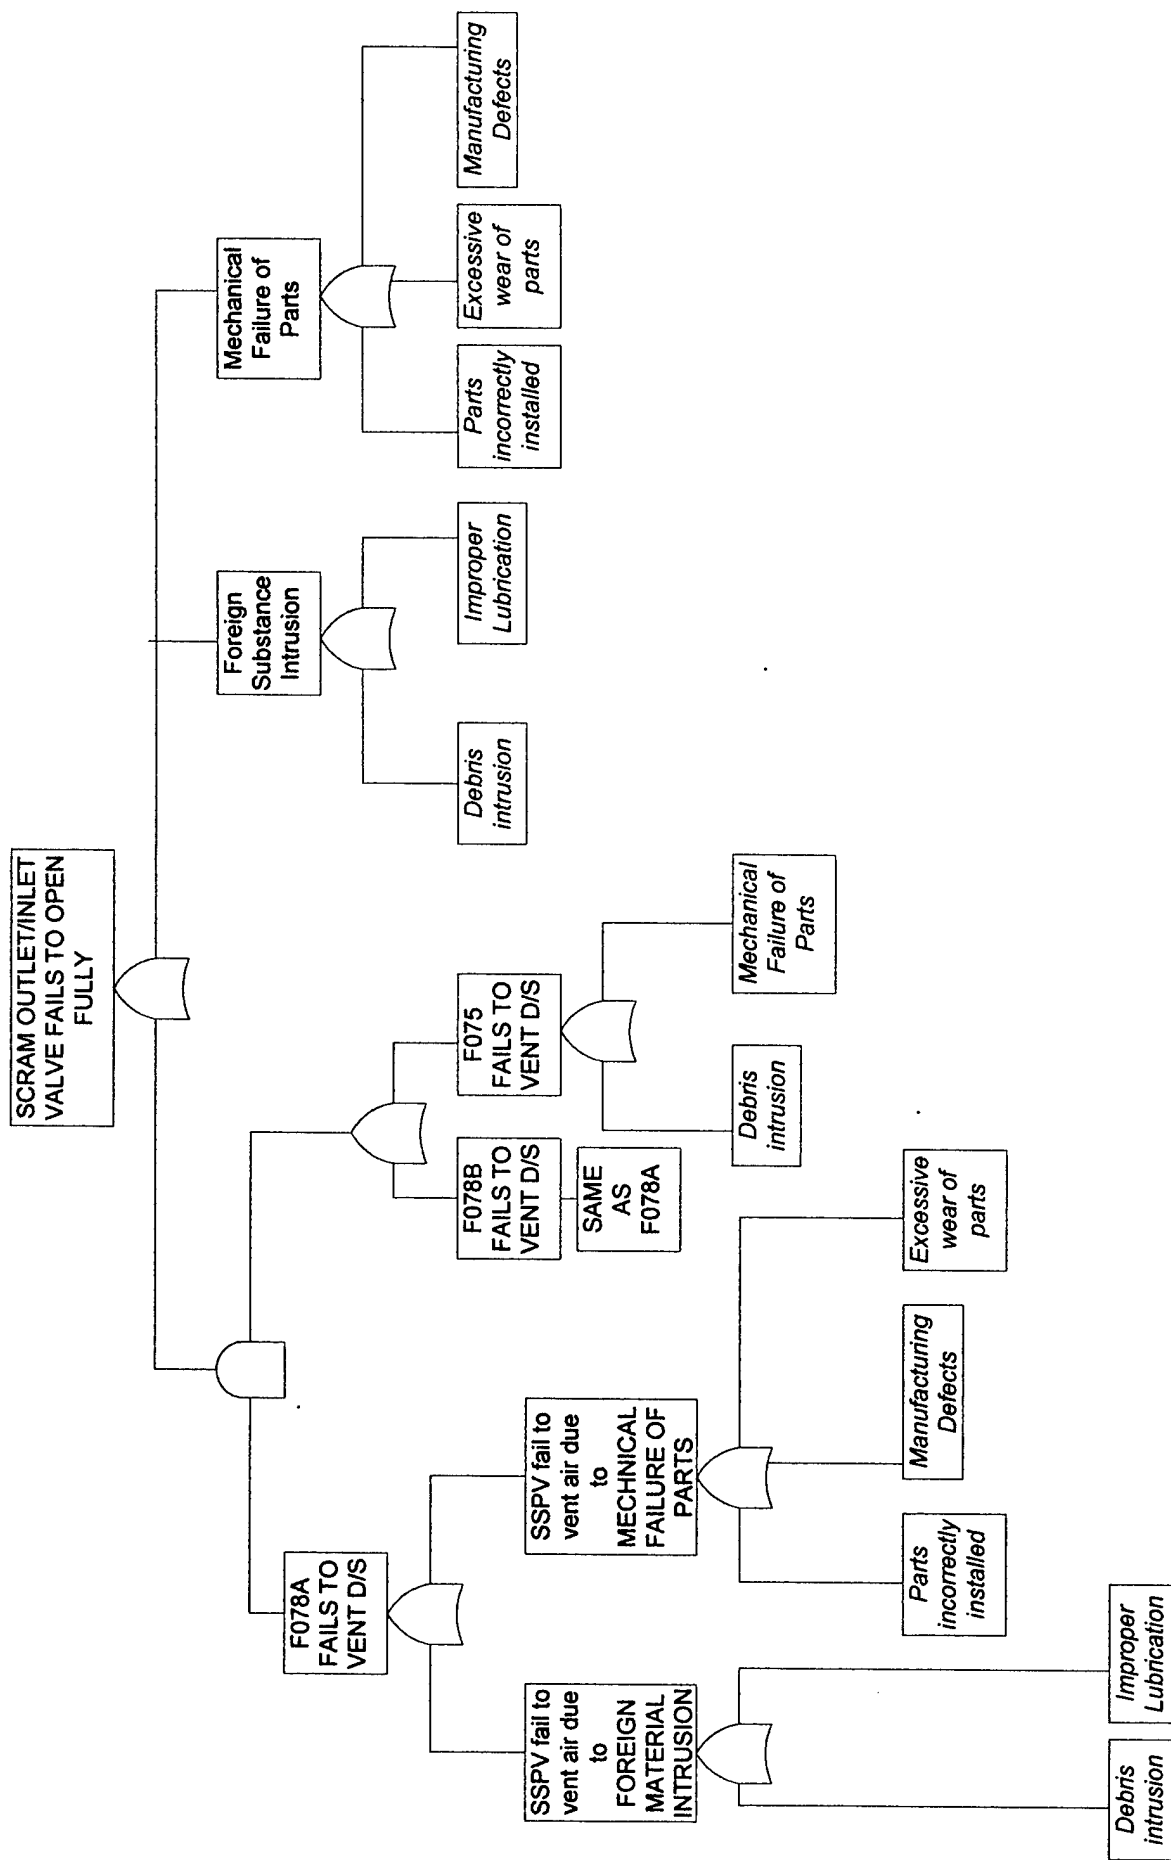 SCRAM OUTLET/INLET
VALVE FAILS TO OPEN
FULLY
Foreign
Substance
Intrusion
Mechanical
Failure of
Parts
F078A
FAILS TO
VENT D/S
F078B
FAILS TO
VENT D/S
SAME
AS
F078A
F075
FAILS TO
VENT D/S
Debris
intrusion
Improper
Lubrication
Parts
incorrectly
installed
Excessive
wear of
parts
Manufacturing
Defects
SSPV fail to
vent air due
to
FOREIGN
MATERIAL
INTRUSION
SSPV fail to
vent air due
to
MECHNICAL
FAILURE OF
PARTS
Debris
intrusion
Mechanical
Failure of
Parts
Parts
incorrectly
installed
Manufacturing
Defects
Excessive
wear of
parts
Debris
intrusion
Improper
Lubrication